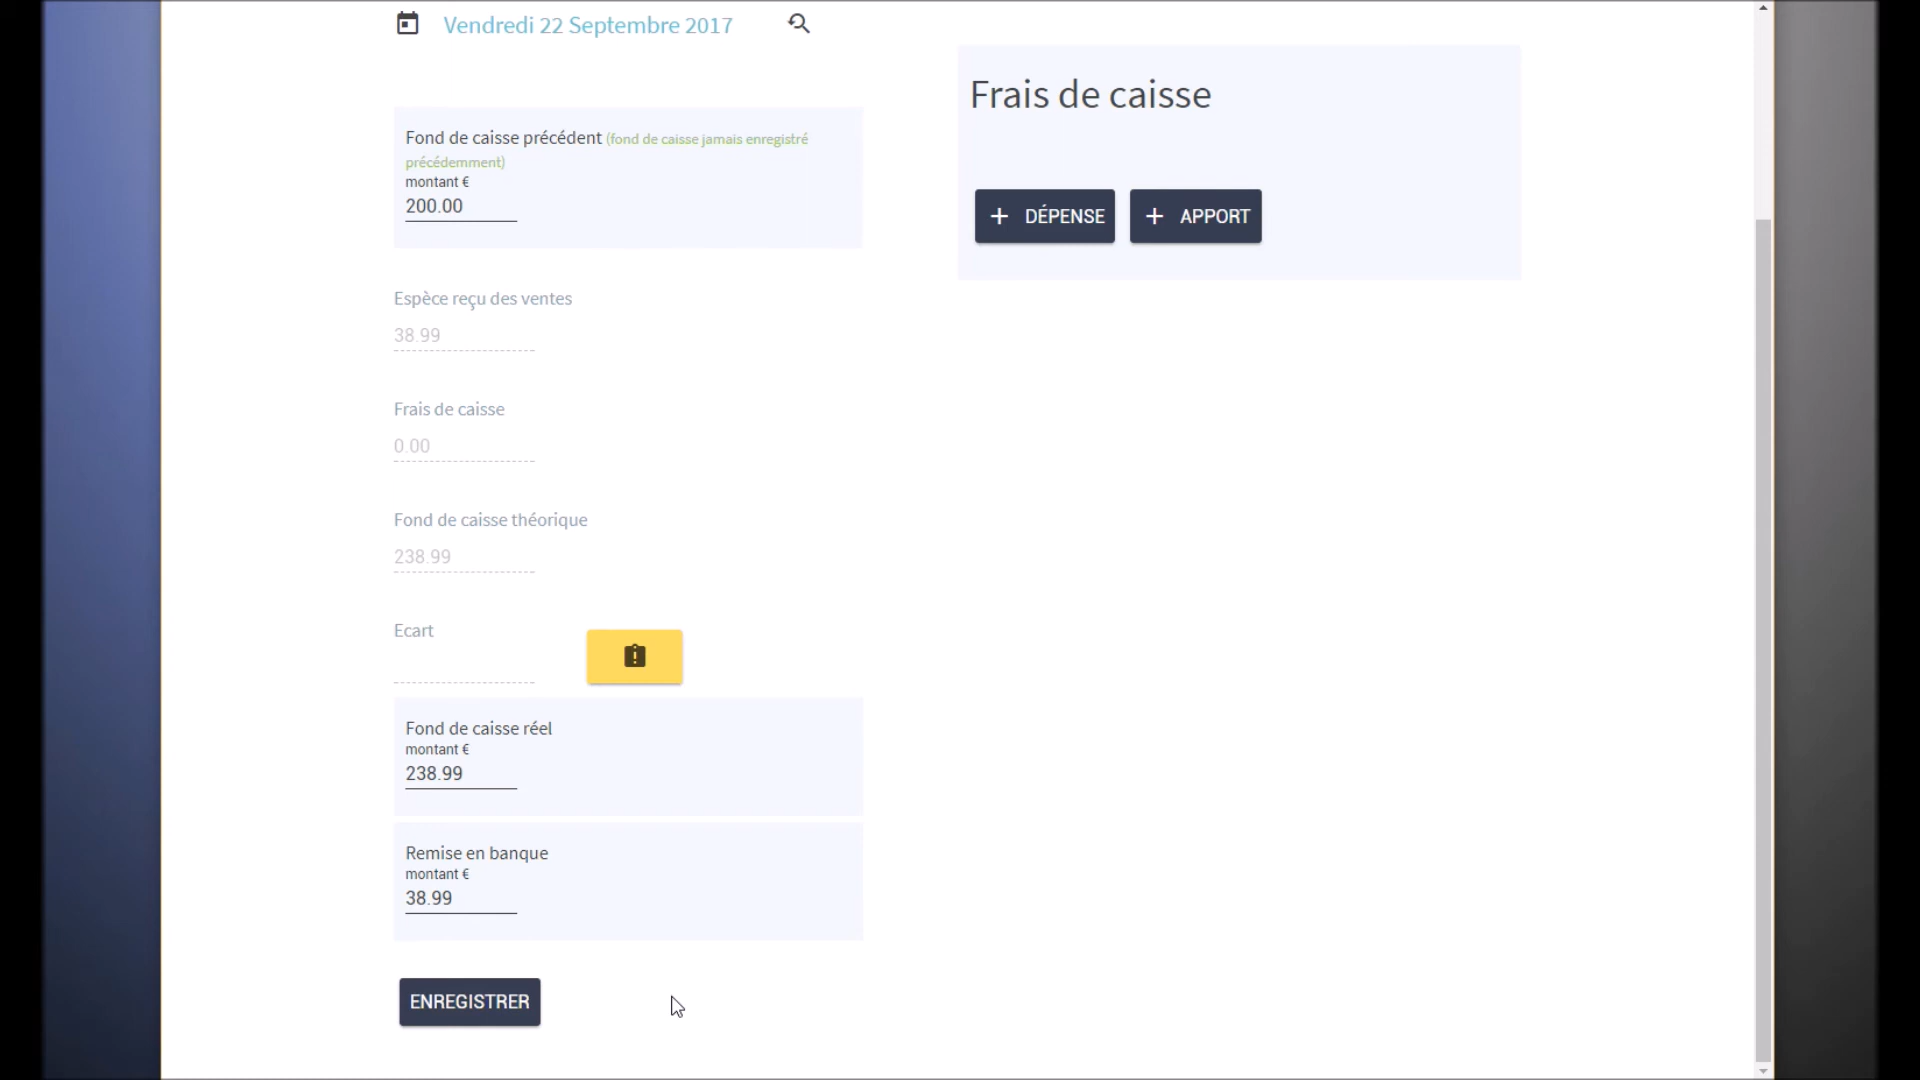 Vendredi 22 Septembre 2017
Fond de caisse précédent (fond de caisse jamais enregistré
précédemment)
montant €
200.00
Espèce reçu des ventes
38.99
Frais de caisse
0.00
Fond de caisse théorique
238.99
Ecart
Fond de caisse réel
montant €
238.99
Remise en banque
montant €
38.99
ENREGISTRER
Frais de caisse
+ DÉPENSE + APPORT